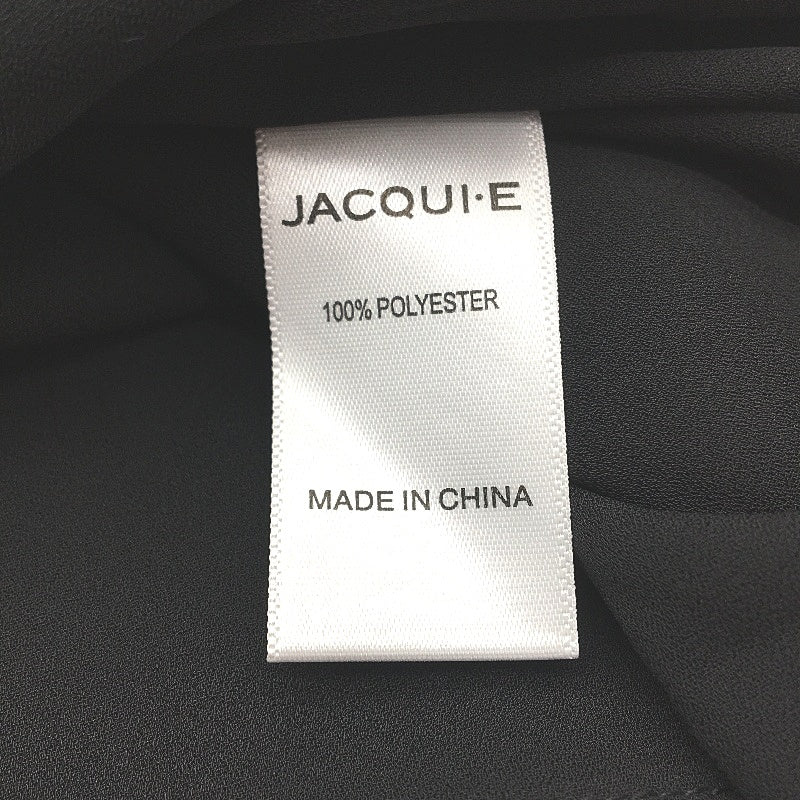 JACQUI·E
100% POLYESTER
MADE IN CHINA